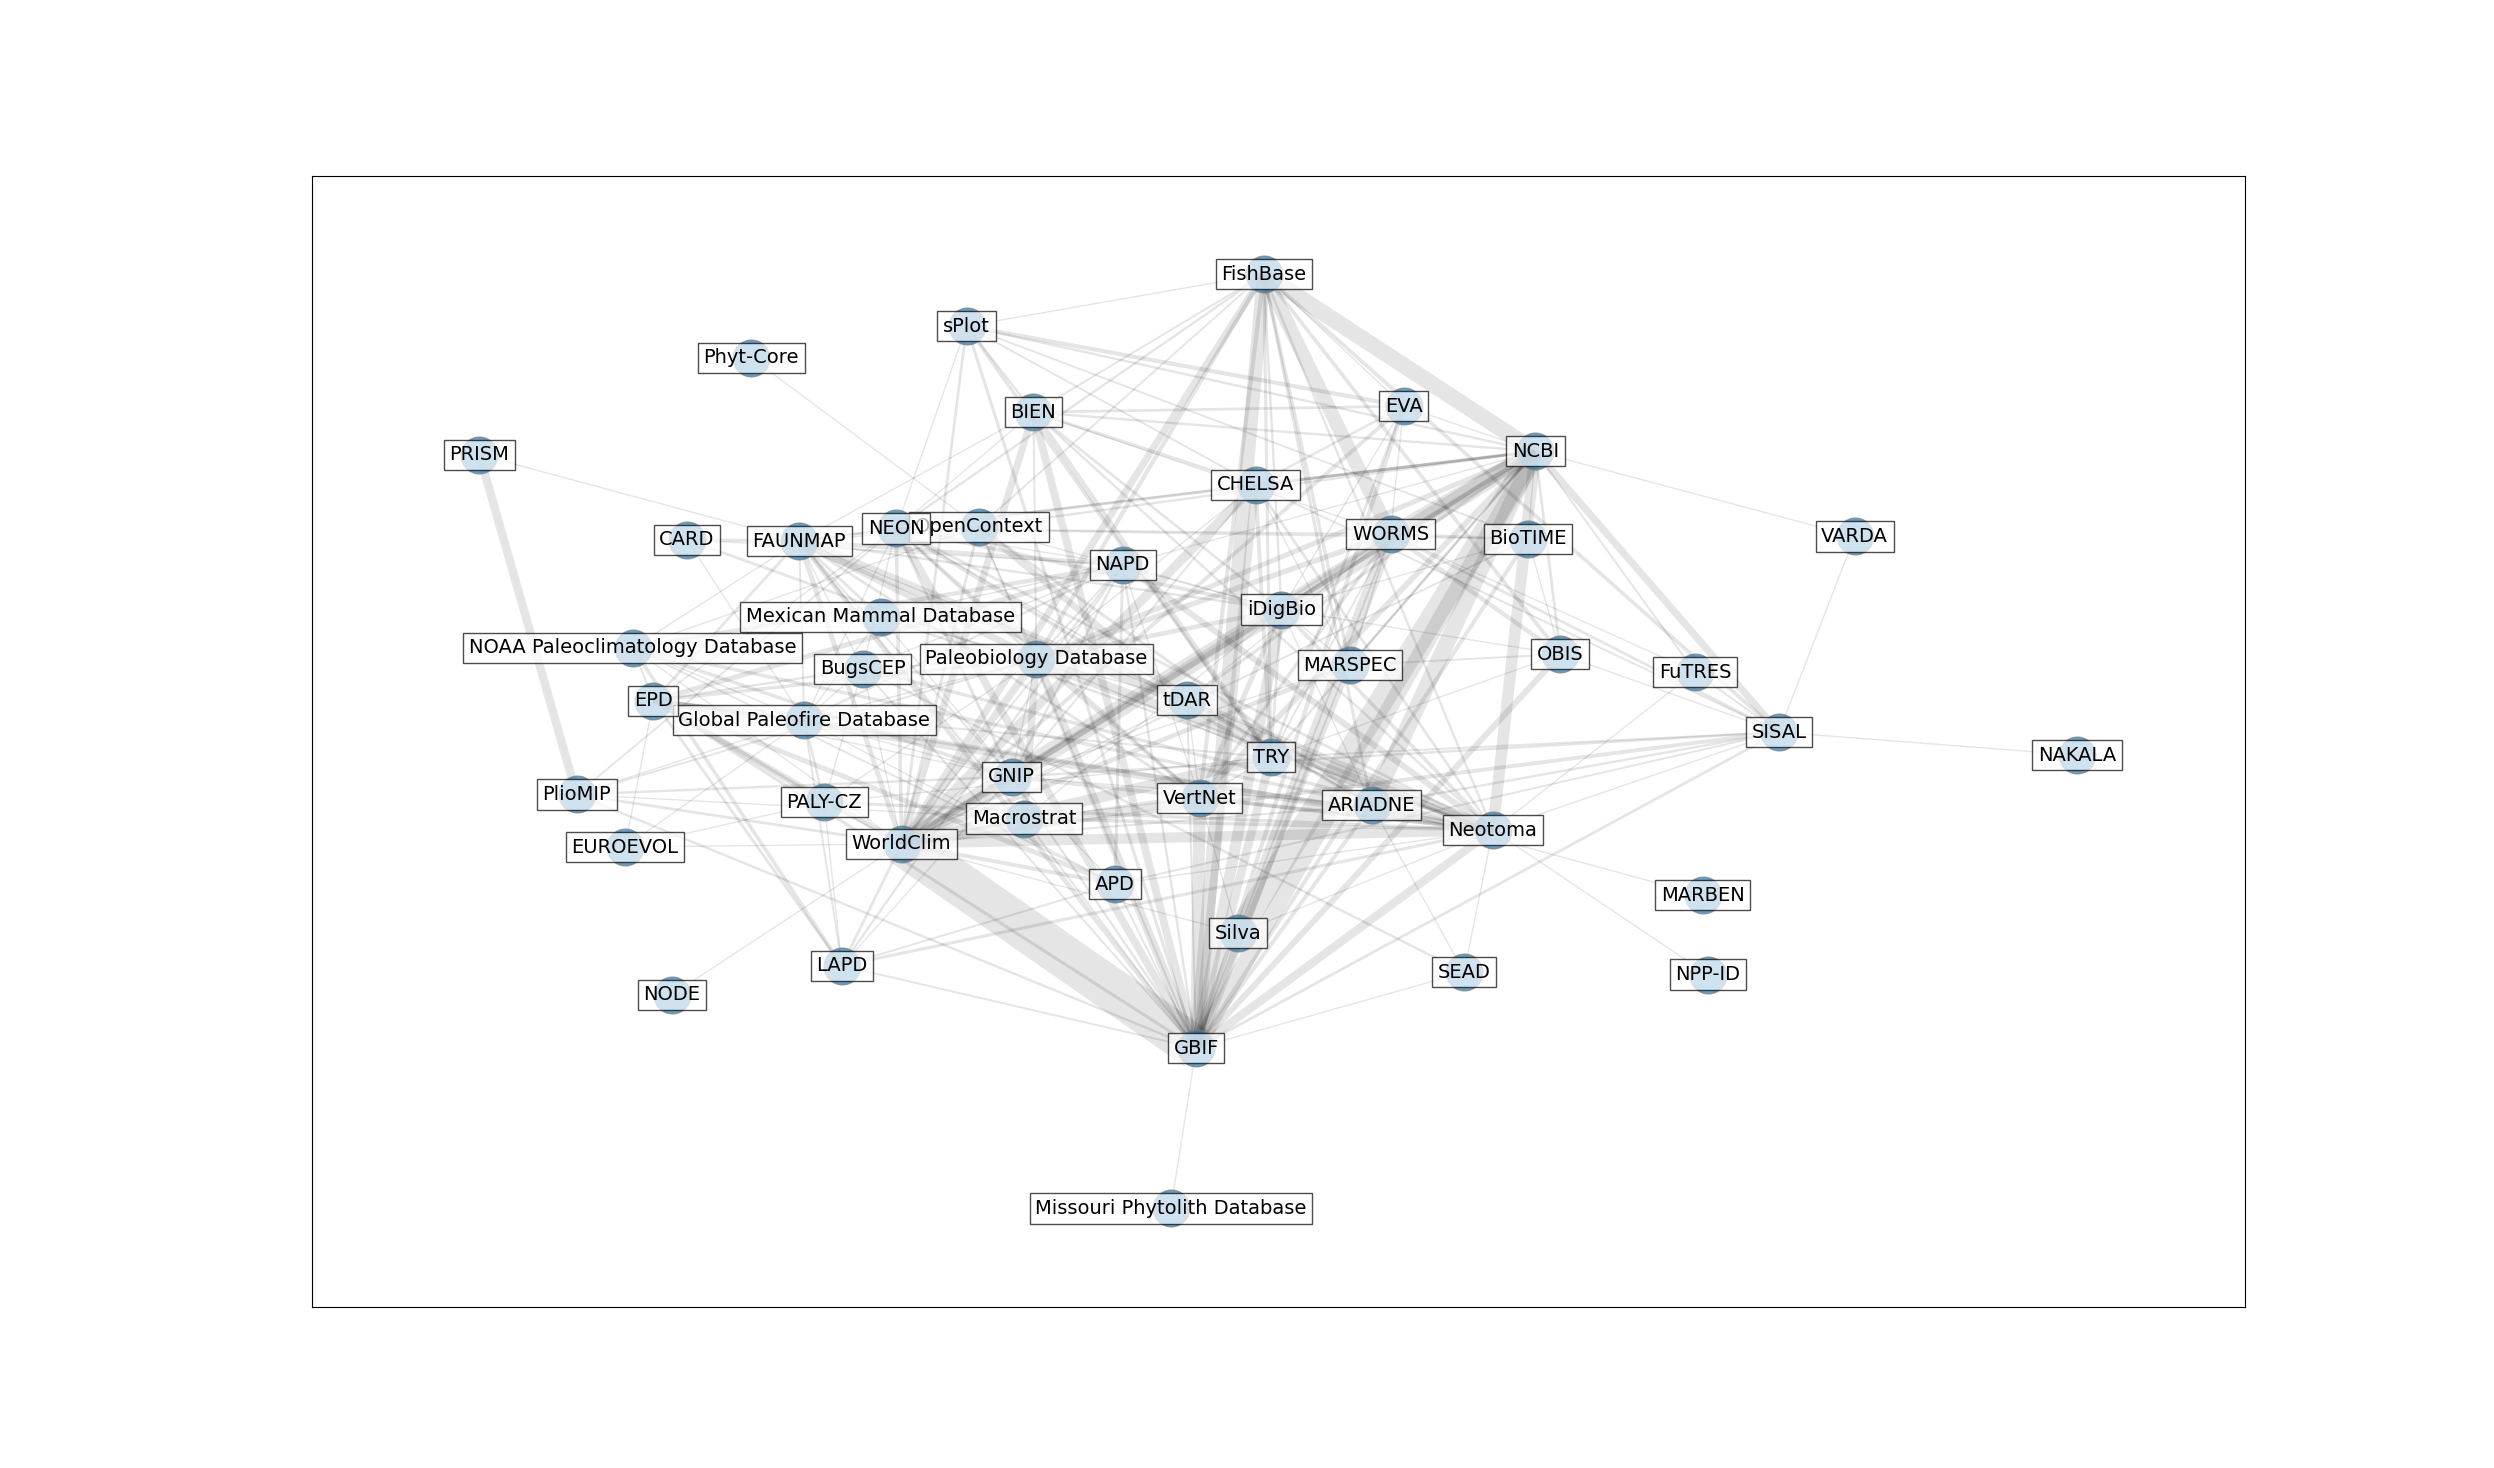 FishBase
sPlot
Phyt-Core
BIEN
EVA
PRISM
NCBI
CHELSA
CARD
FAUNMAP
NEON
penContext
WORMS
BioTIME
VARDA
NAPD
iDigBio
Mexican Mammal Database
NOAA Paleoclimatology Database
BugsCEP
Paleobiology Database
MARSPEC
OBIS
FuTRES
EPD
tDAR
Global Paleofire Database
SISAL
NAKALA
TRY
GNIP
PlioMIP
PALY-CZ
VertNet
ARIADNE
Macrostrat
Neotoma
EUROEVOL
WorldClim
APD
MARBEN
Silva
LAPD
SEAD
NPP-ID
NODE
GBIF
Missouri Phytolith Database